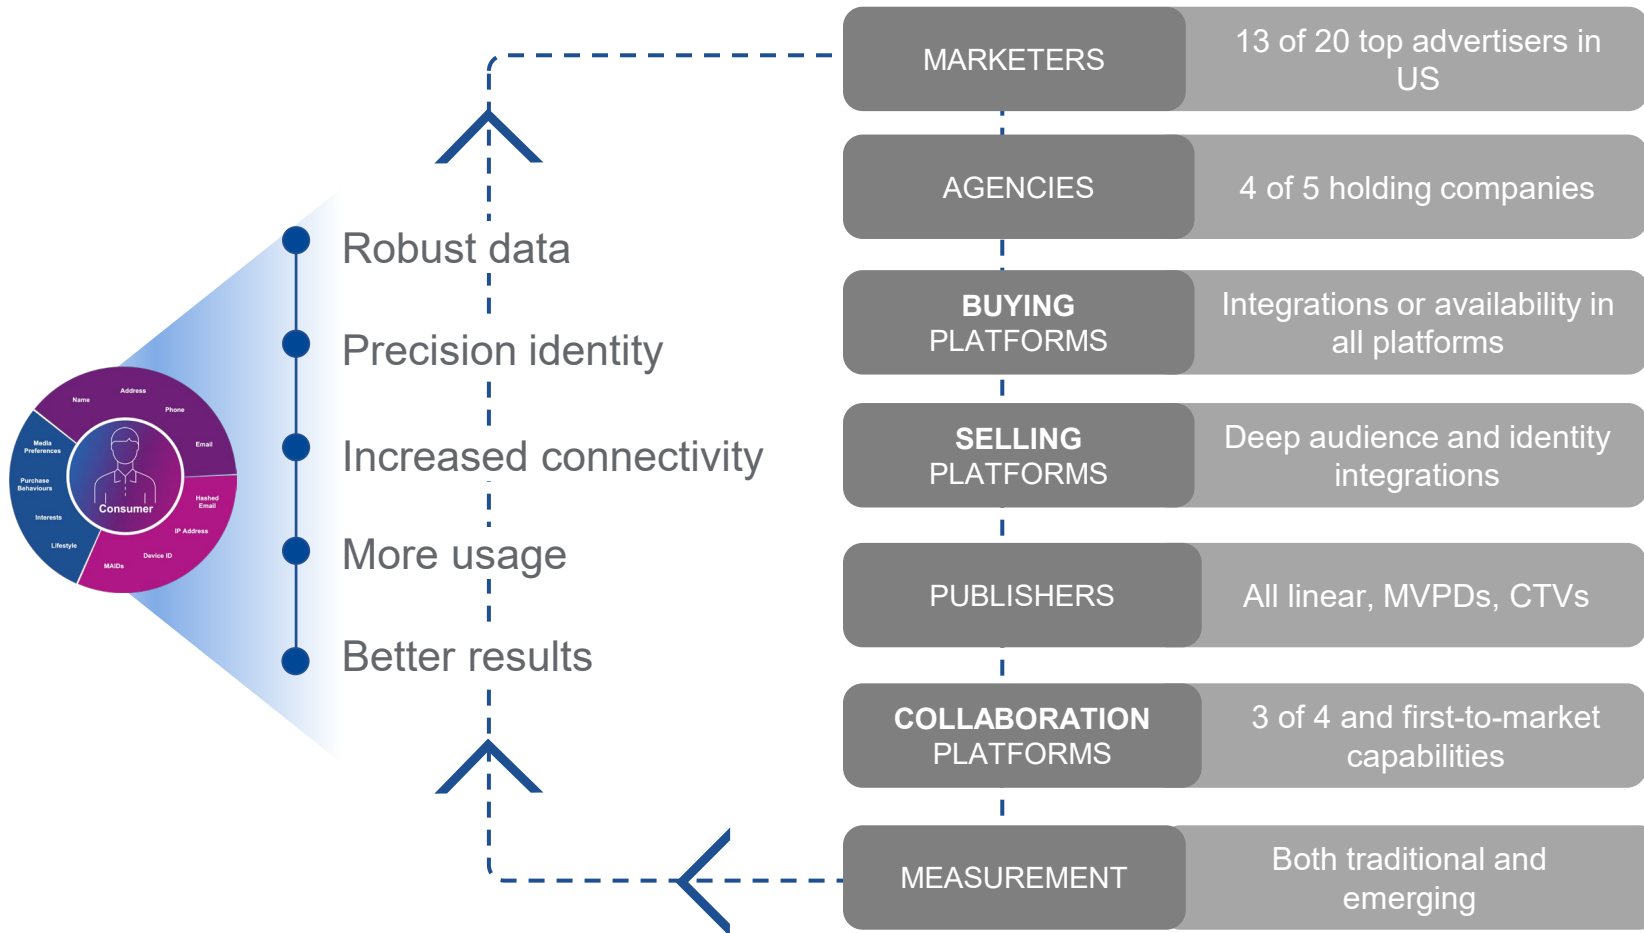 MARKETERS
13 of 20 top advertisers in
US
AGENCIES
4 of 5 holding companies
BUYING
PLATFORMS
Integrations or availability in
all platforms
SELLING
PLATFORMS
Deep audience and identity
integrations
PUBLISHERS
All linear, MVPDs, CTVs
COLLABORATION
PLATFORMS
3 of 4 and first-to-market
capabilities
MEASUREMENT
Both traditional and
emerging
Robust data
Precision identity
Increased connectivity
More usage
Better results
Name
Address
Phone
Email
Hashed
Email
IP Address
Device ID
MAIDs
Lifestyle
Interests
Purchase
Behaviours
Media
Preferences
Consumer